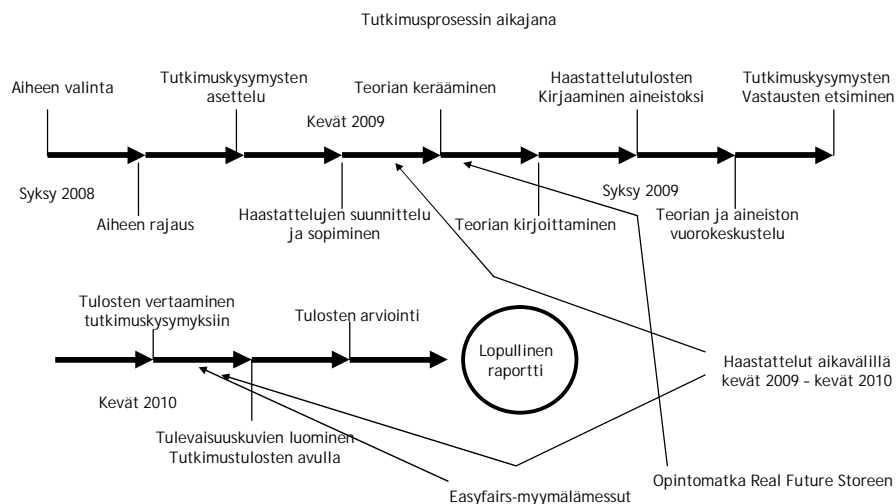 Tutkimusprosessin aikajana
Aiheen valinta
Tutkimuskysymysten
asettelu
Teorian kerääminen
Haastattelutulosten
Kirjaaminen aineistoksi
Tutkimuskysymysten
Vastausten etsiminen
Kevät 2009
Syksy 2008
Aiheen rajaus
Haastattelujen suunnittelu
ja sopiminen
Teorian kirjoittaminen
Syksy 2009
Teorian ja aineiston
vuorokeskustelu
Tulosten vertaaminen
tutkimuskysymyksiin
Tulosten arviointi
Lopullinen
raportti
Haastattelut aikavälillä
kevät 2009 – kevät 2010
Kevät 2010
Tulevaisuuskuvien luominen
Tutkimustulosten avulla
Opintomatka Real Future Storeen
Easyfairs-myymälämessut